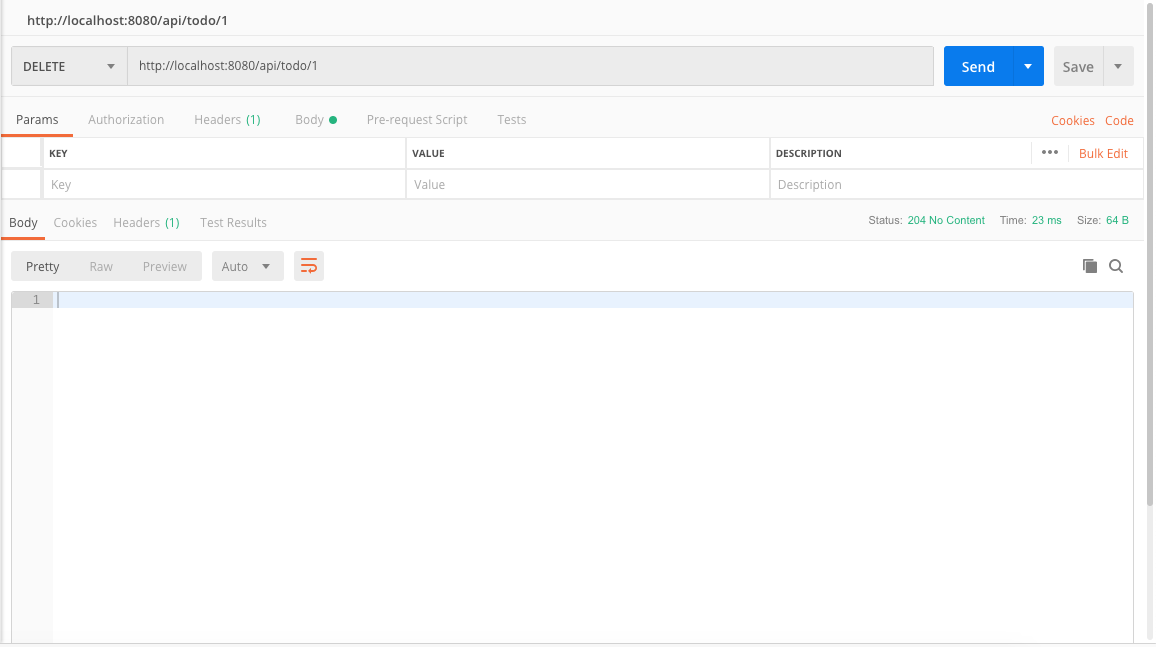 http://localhost:8080/api/todo/1
DELETE http://localhost:8080/api/todo/1 Send Save
Params Authorization Headers (1) Body Pre-request Script Tests Cookies Code
KEY VALUE DESCRIPTION ••• Bulk Edit
Key Value Description
Body Cookies Headers (1) Test Results Status: 204 No Content Time: 23 ms Size: 64 B
Pretty Raw Preview Auto
1